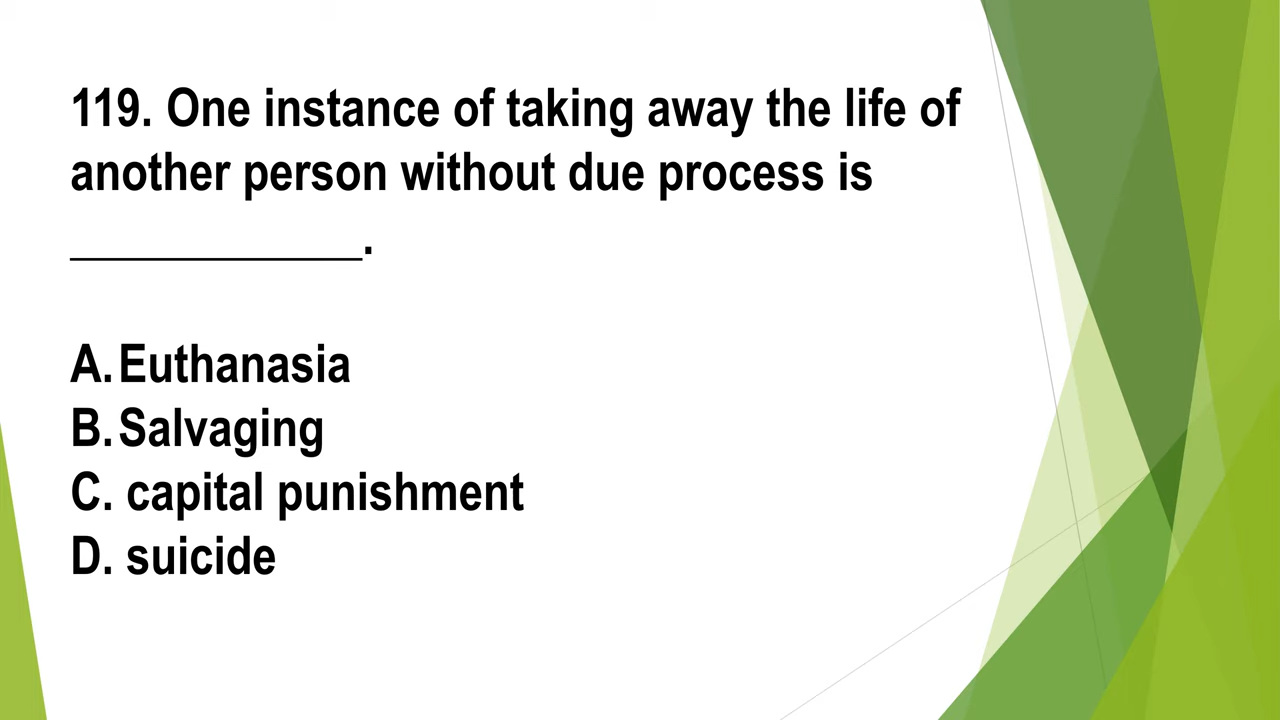 119. One instance of taking away the life of
another person without due process is
____________.
A. Euthanasia
B. Salvaging
C. capital punishment
D. suicide